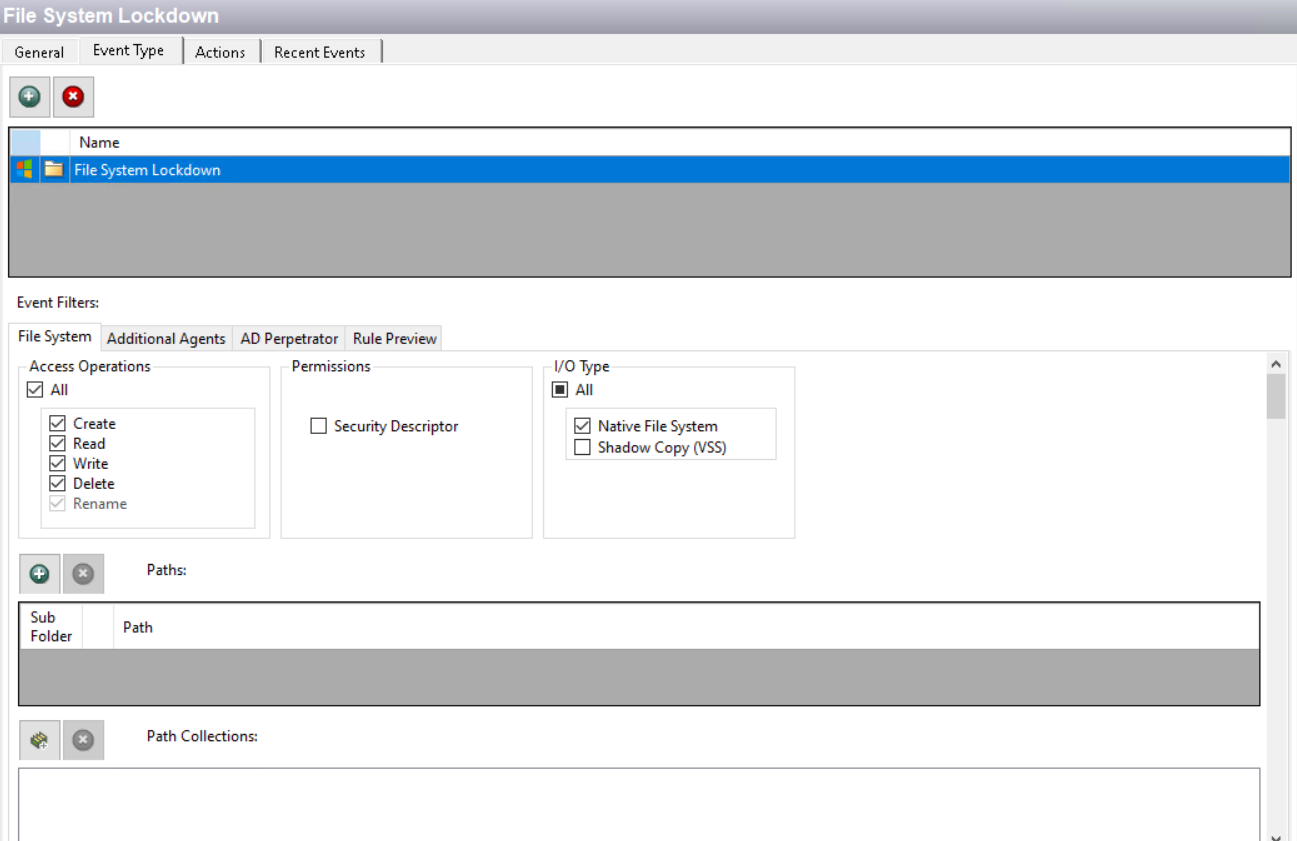 File System Lockdown
General Event Type Actions Recent Events
Name
File System Lockdown
Event Filters:
File System Additional Agents AD Perpetrator Rule Preview
Access Operations
All
Create
Read
Write
Delete
Rename
Permissions
Security Descriptor
I/O Type
All
Native File System
Shadow Copy (VSS)
Paths:
Sub
Folder
Path
Path Collections: